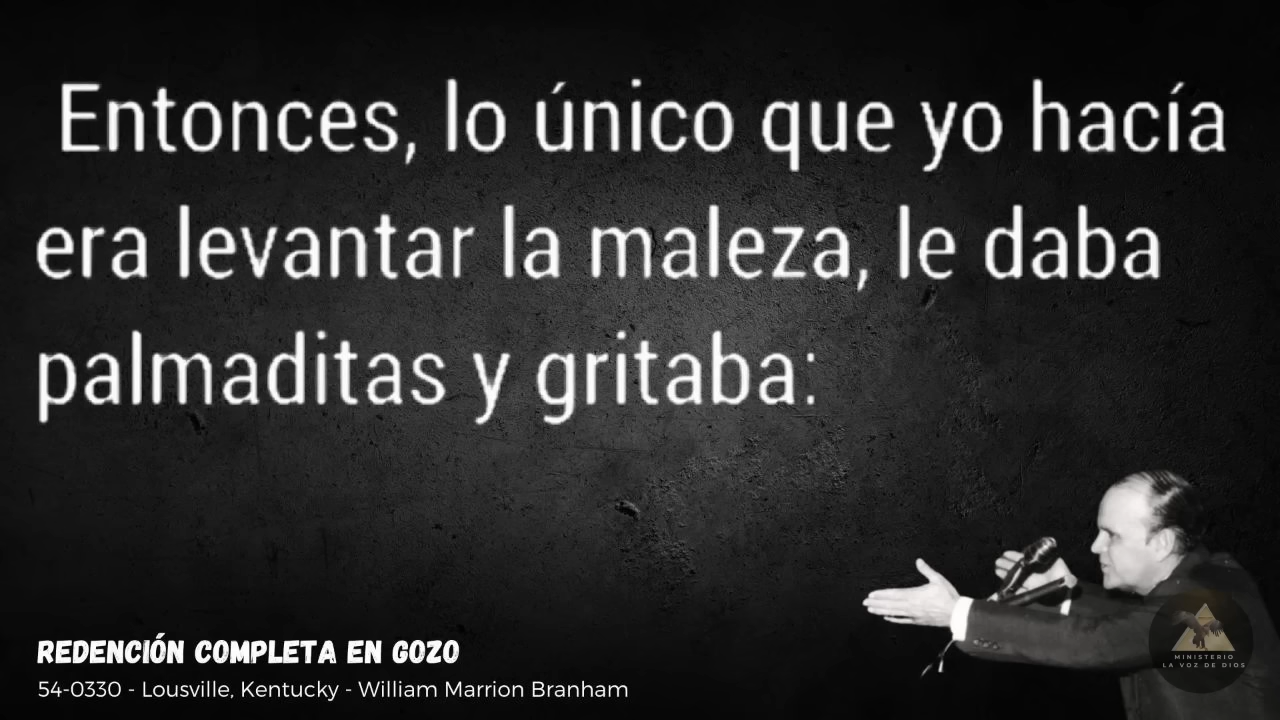 Entonces, lo único que yo hacía
era levantar la maleza, le daba
palmaditas y gritaba:
REDENCIÓN COMPLETA EN GOZO
54-0330 - Lousville, Kentucky - William Marrion Branham
MINISTERIO
LA VOZ DE DIOS